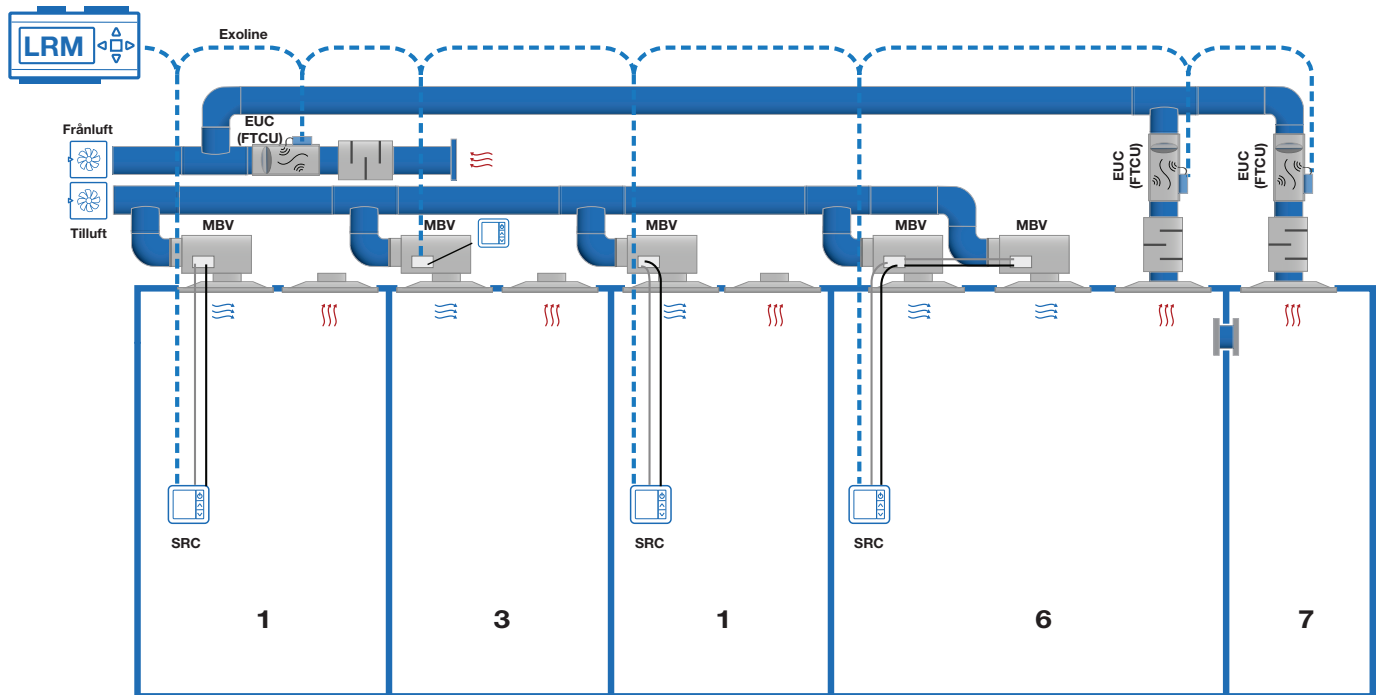 LRM
Exoline
Frånluft
EUC
(FTCU)
EUC
(FTCU)
EUC
(FTCU)
Tilluft
MBV
MBV
MBV
MBV
MBV
SRC
SRC
SRC
1
3
1
6
7